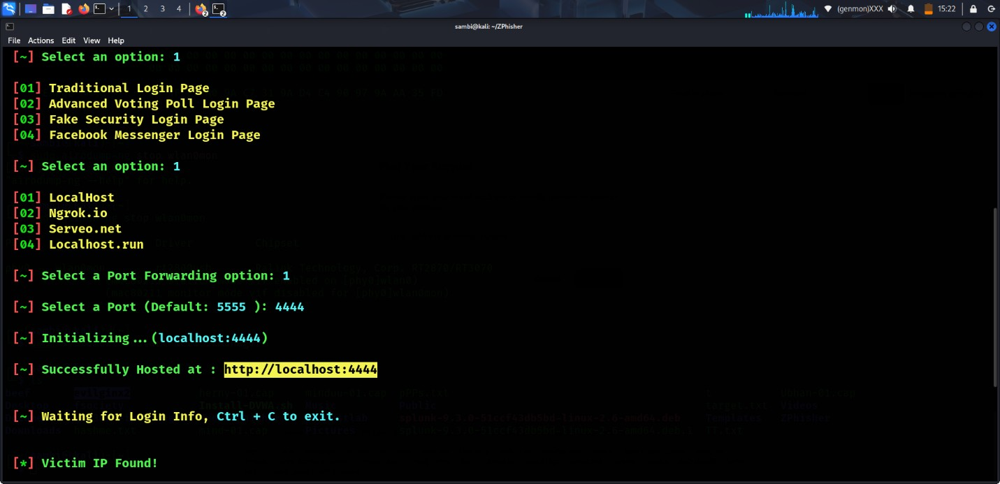 1 2 3 4 2 2 (genmon)XXX 15:22
sambi@kali: ~/ZPhisher
File Actions Edit View Help
[~] Select an option: 1
[01] Traditional Login Page
[02] Advanced Voting Poll Login Page
[03] Fake Security Login Page
[04] Facebook Messenger Login Page
[~] Select an option: 1
[01] LocalHost
[02] Ngrok.io
[03] Serveo.net
[04] Localhost.run
[~] Select a Port Forwarding option: 1
[~] Select a Port (Default: 5555 ): 4444
[~] Initializing...(localhost:4444)
[~] Successfully Hosted at : http://localhost:4444
[~] Waiting for Login Info, Ctrl + C to exit.
[*] Victim IP Found!